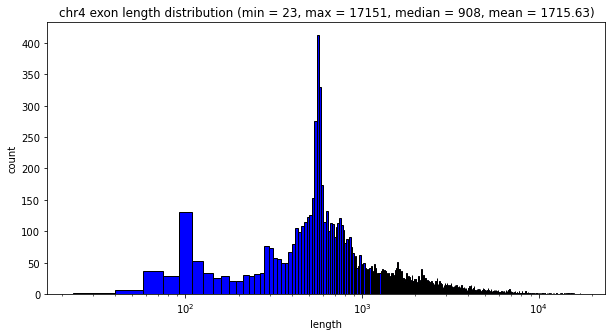 chr4 exon length distribution (min = 23, max = 17151, median = 908, mean = 1715.63)
400
350
300
250
200
150
100
50
0
count
10² 10³ 10⁴
length